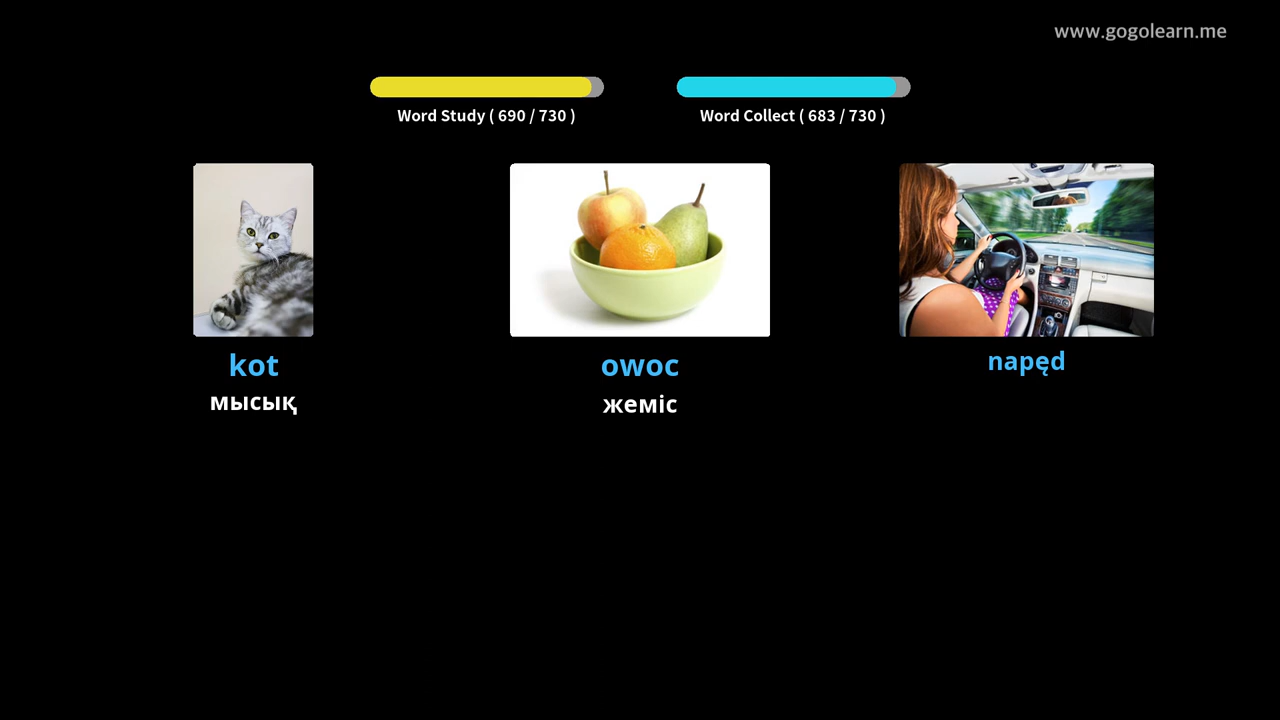 www.gogolearn.me
Word Study ( 690 / 730 )
Word Collect ( 683 / 730 )
kot
мысық
owoc
жеміс
napęd